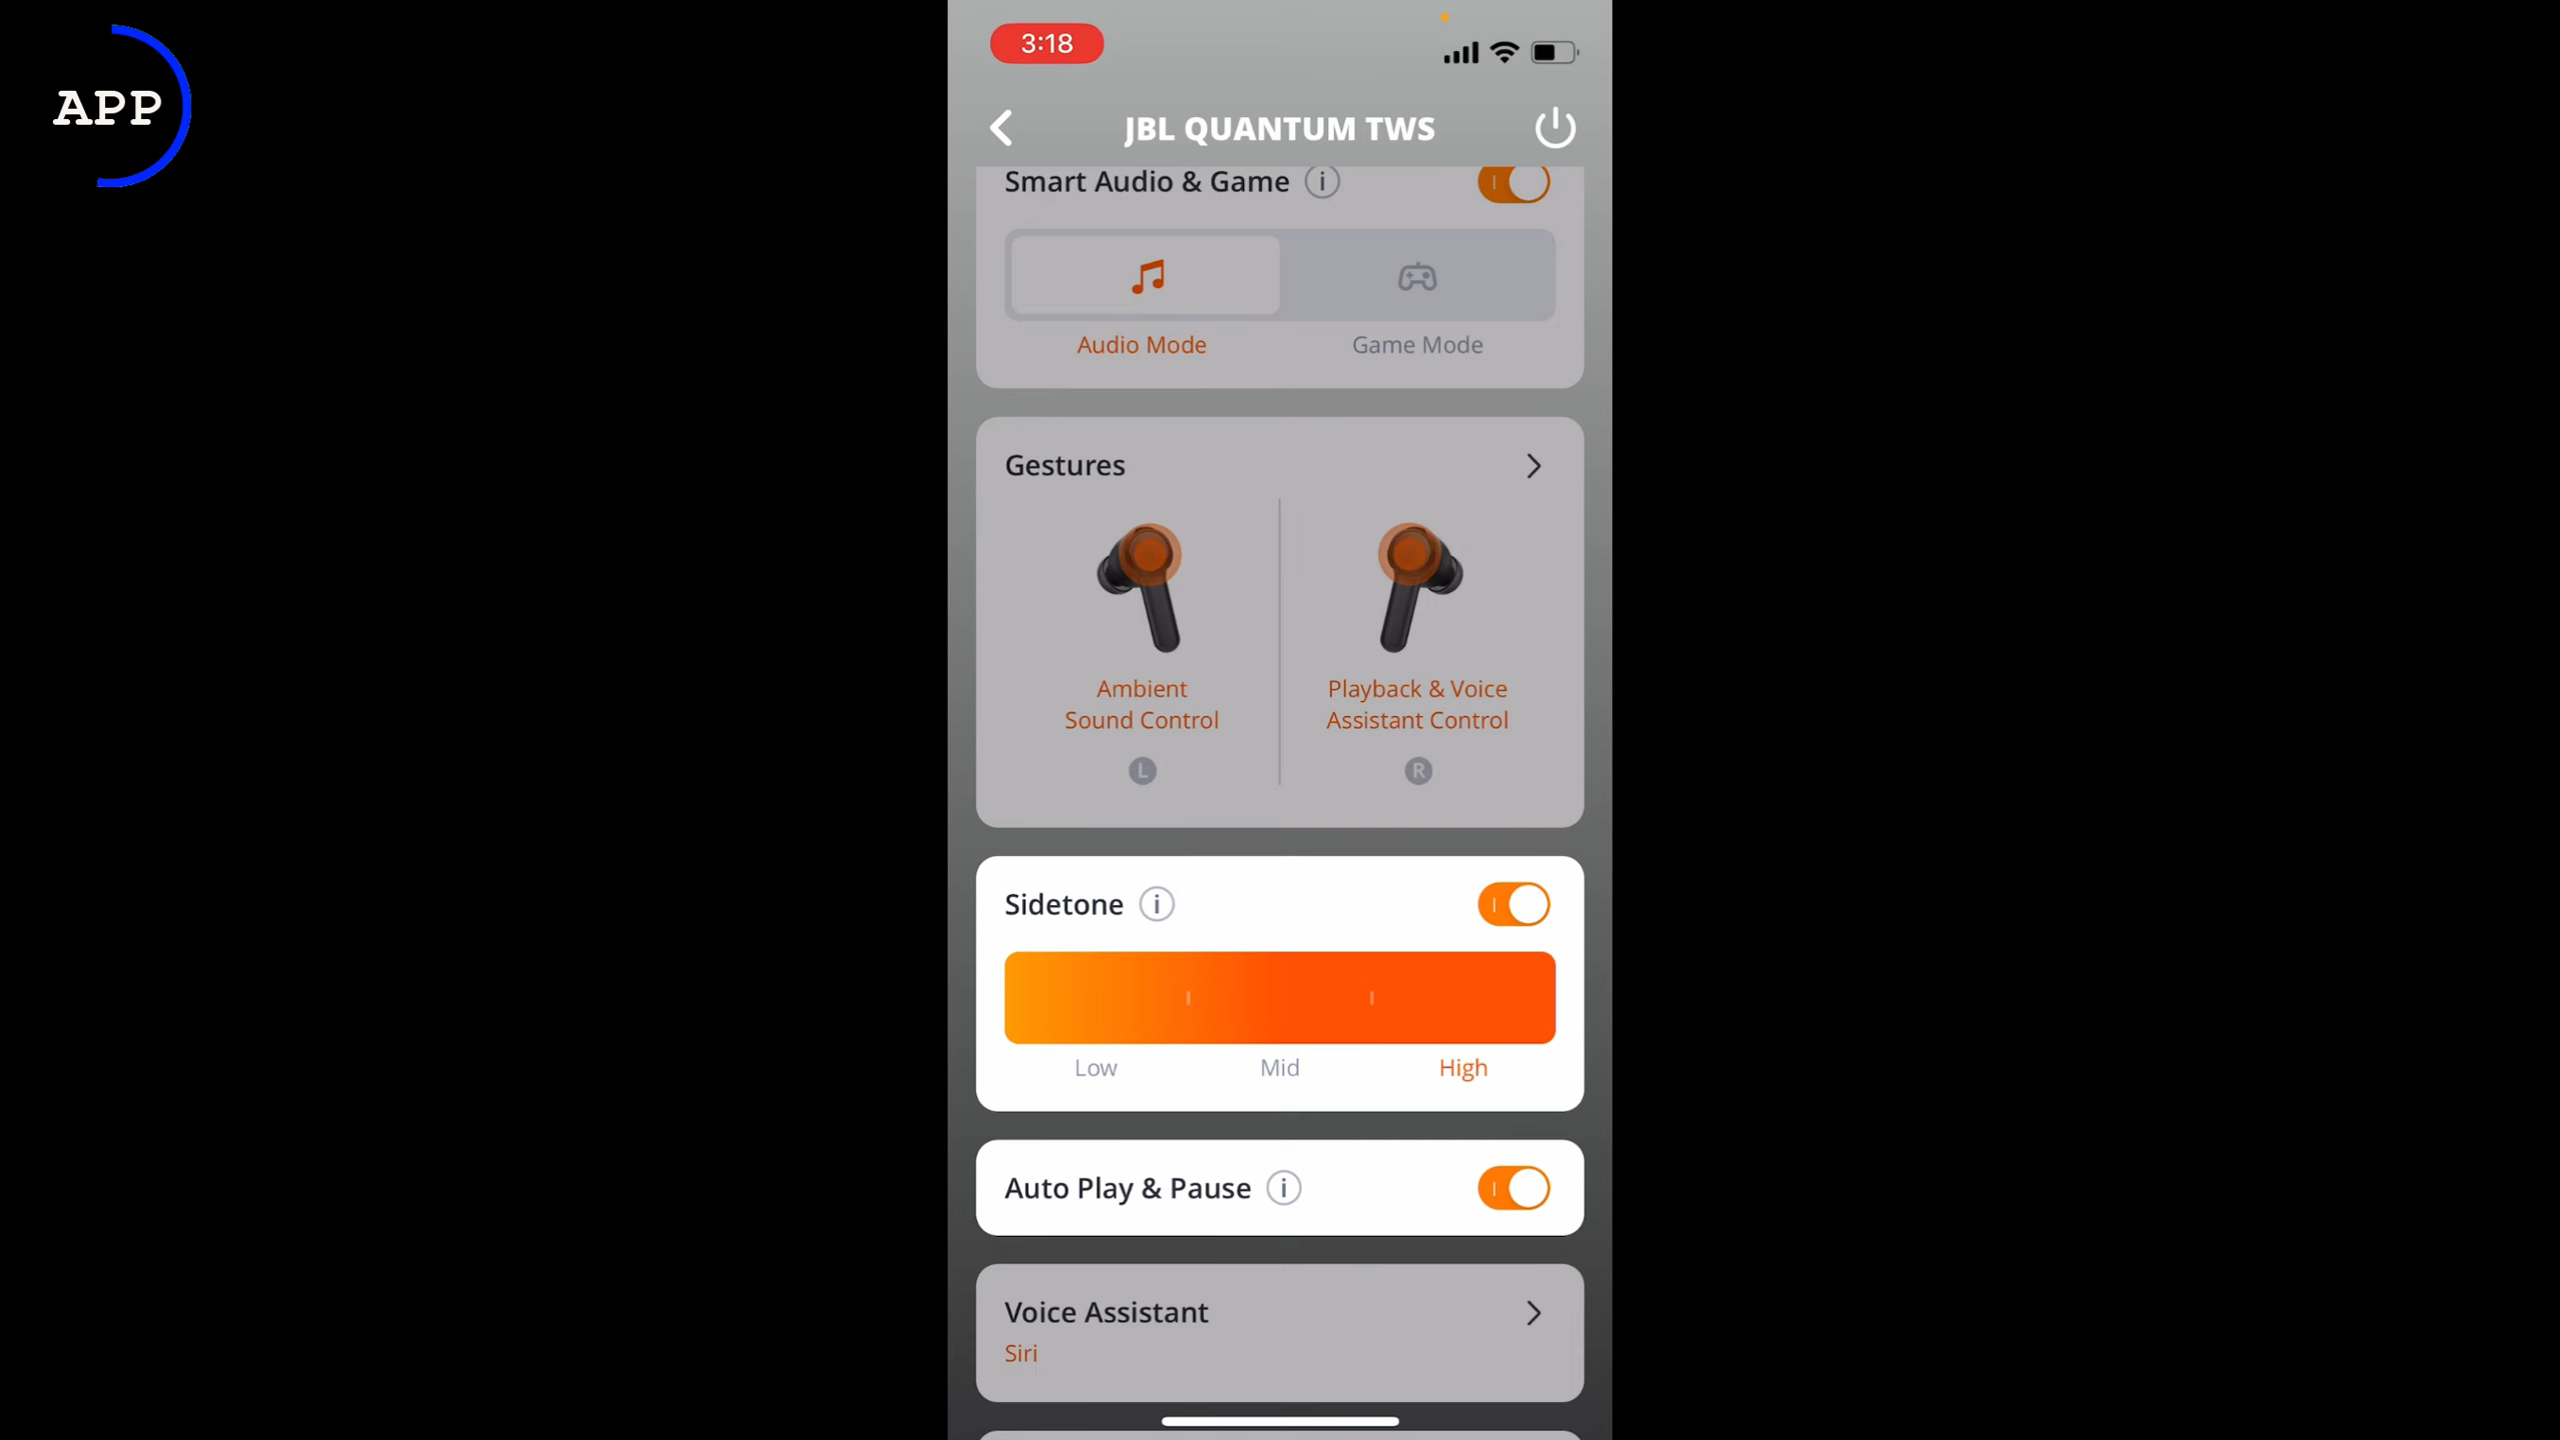 APP
3:18
JBL QUANTUM TWS
Smart Audio & Game
Audio Mode
Game Mode
Gestures
Ambient
Sound Control
L
Playback & Voice
Assistant Control
R
Sidetone
Low
Mid
High
Auto Play & Pause
Voice Assistant
Siri